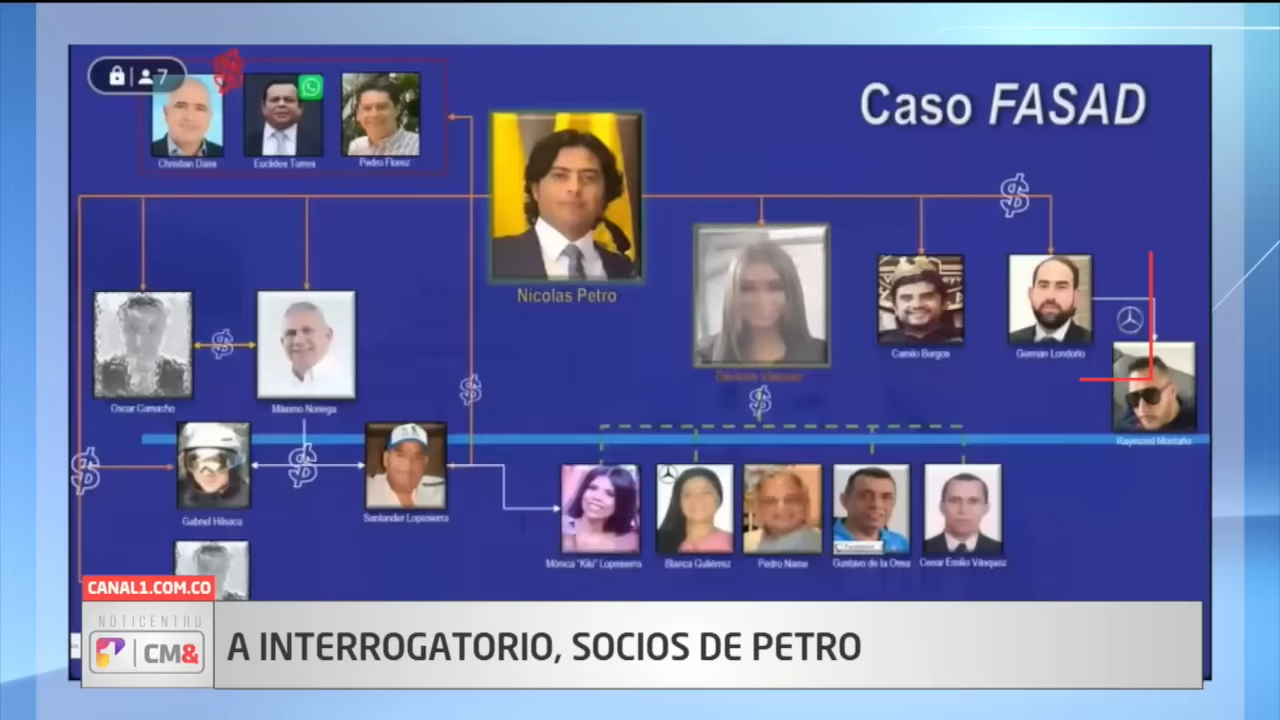 7
Caso FASAD
Christian Daes
Euclides Torres
Pedro Florez
Nicolas Petro
Camilo Burgos
Germán Londoño
Oscar Camacho
Máximo Noriega
Raymond Montaño
Gabriel Hilsaca
Santander Lopesierra
Mónica "Kiki" Lopesierra
Blanca Gutiérrez
Pedro Name
Gustavo de la Ossa
Cesar Emilio Vásquez
CANAL1.COM.CO
NOTICENTRO
1 | CM&
A INTERROGATORIO, SOCIOS DE PETRO